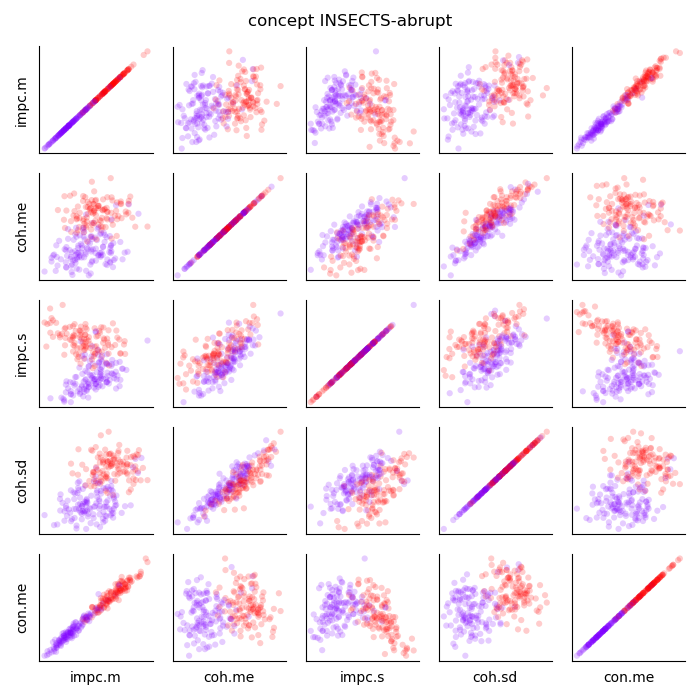 concept INSECTS-abrupt
impc.m
coh.me
impc.s
coh.sd
con.me
impc.m coh.me impc.s coh.sd con.me